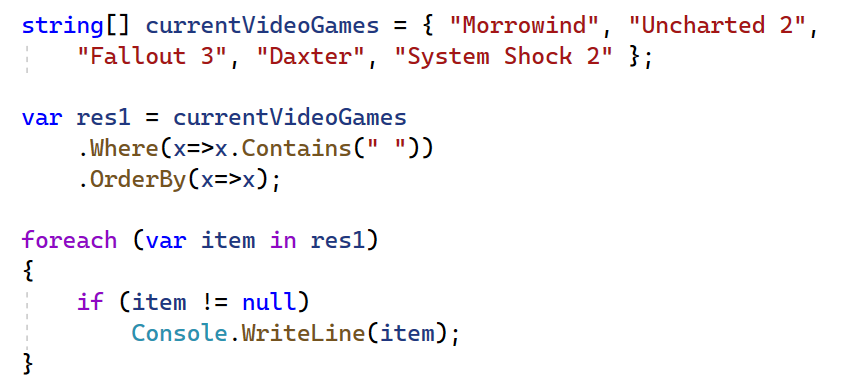 string[] currentVideoGames = { "Morrowind", "Uncharted 2",
    "Fallout 3", "Daxter", "System Shock 2" };

var res1 = currentVideoGames
    .Where(x=>x.Contains(" "))
    .OrderBy(x=>x);

foreach (var item in res1)
{
    if (item != null)
        Console.WriteLine(item);
}